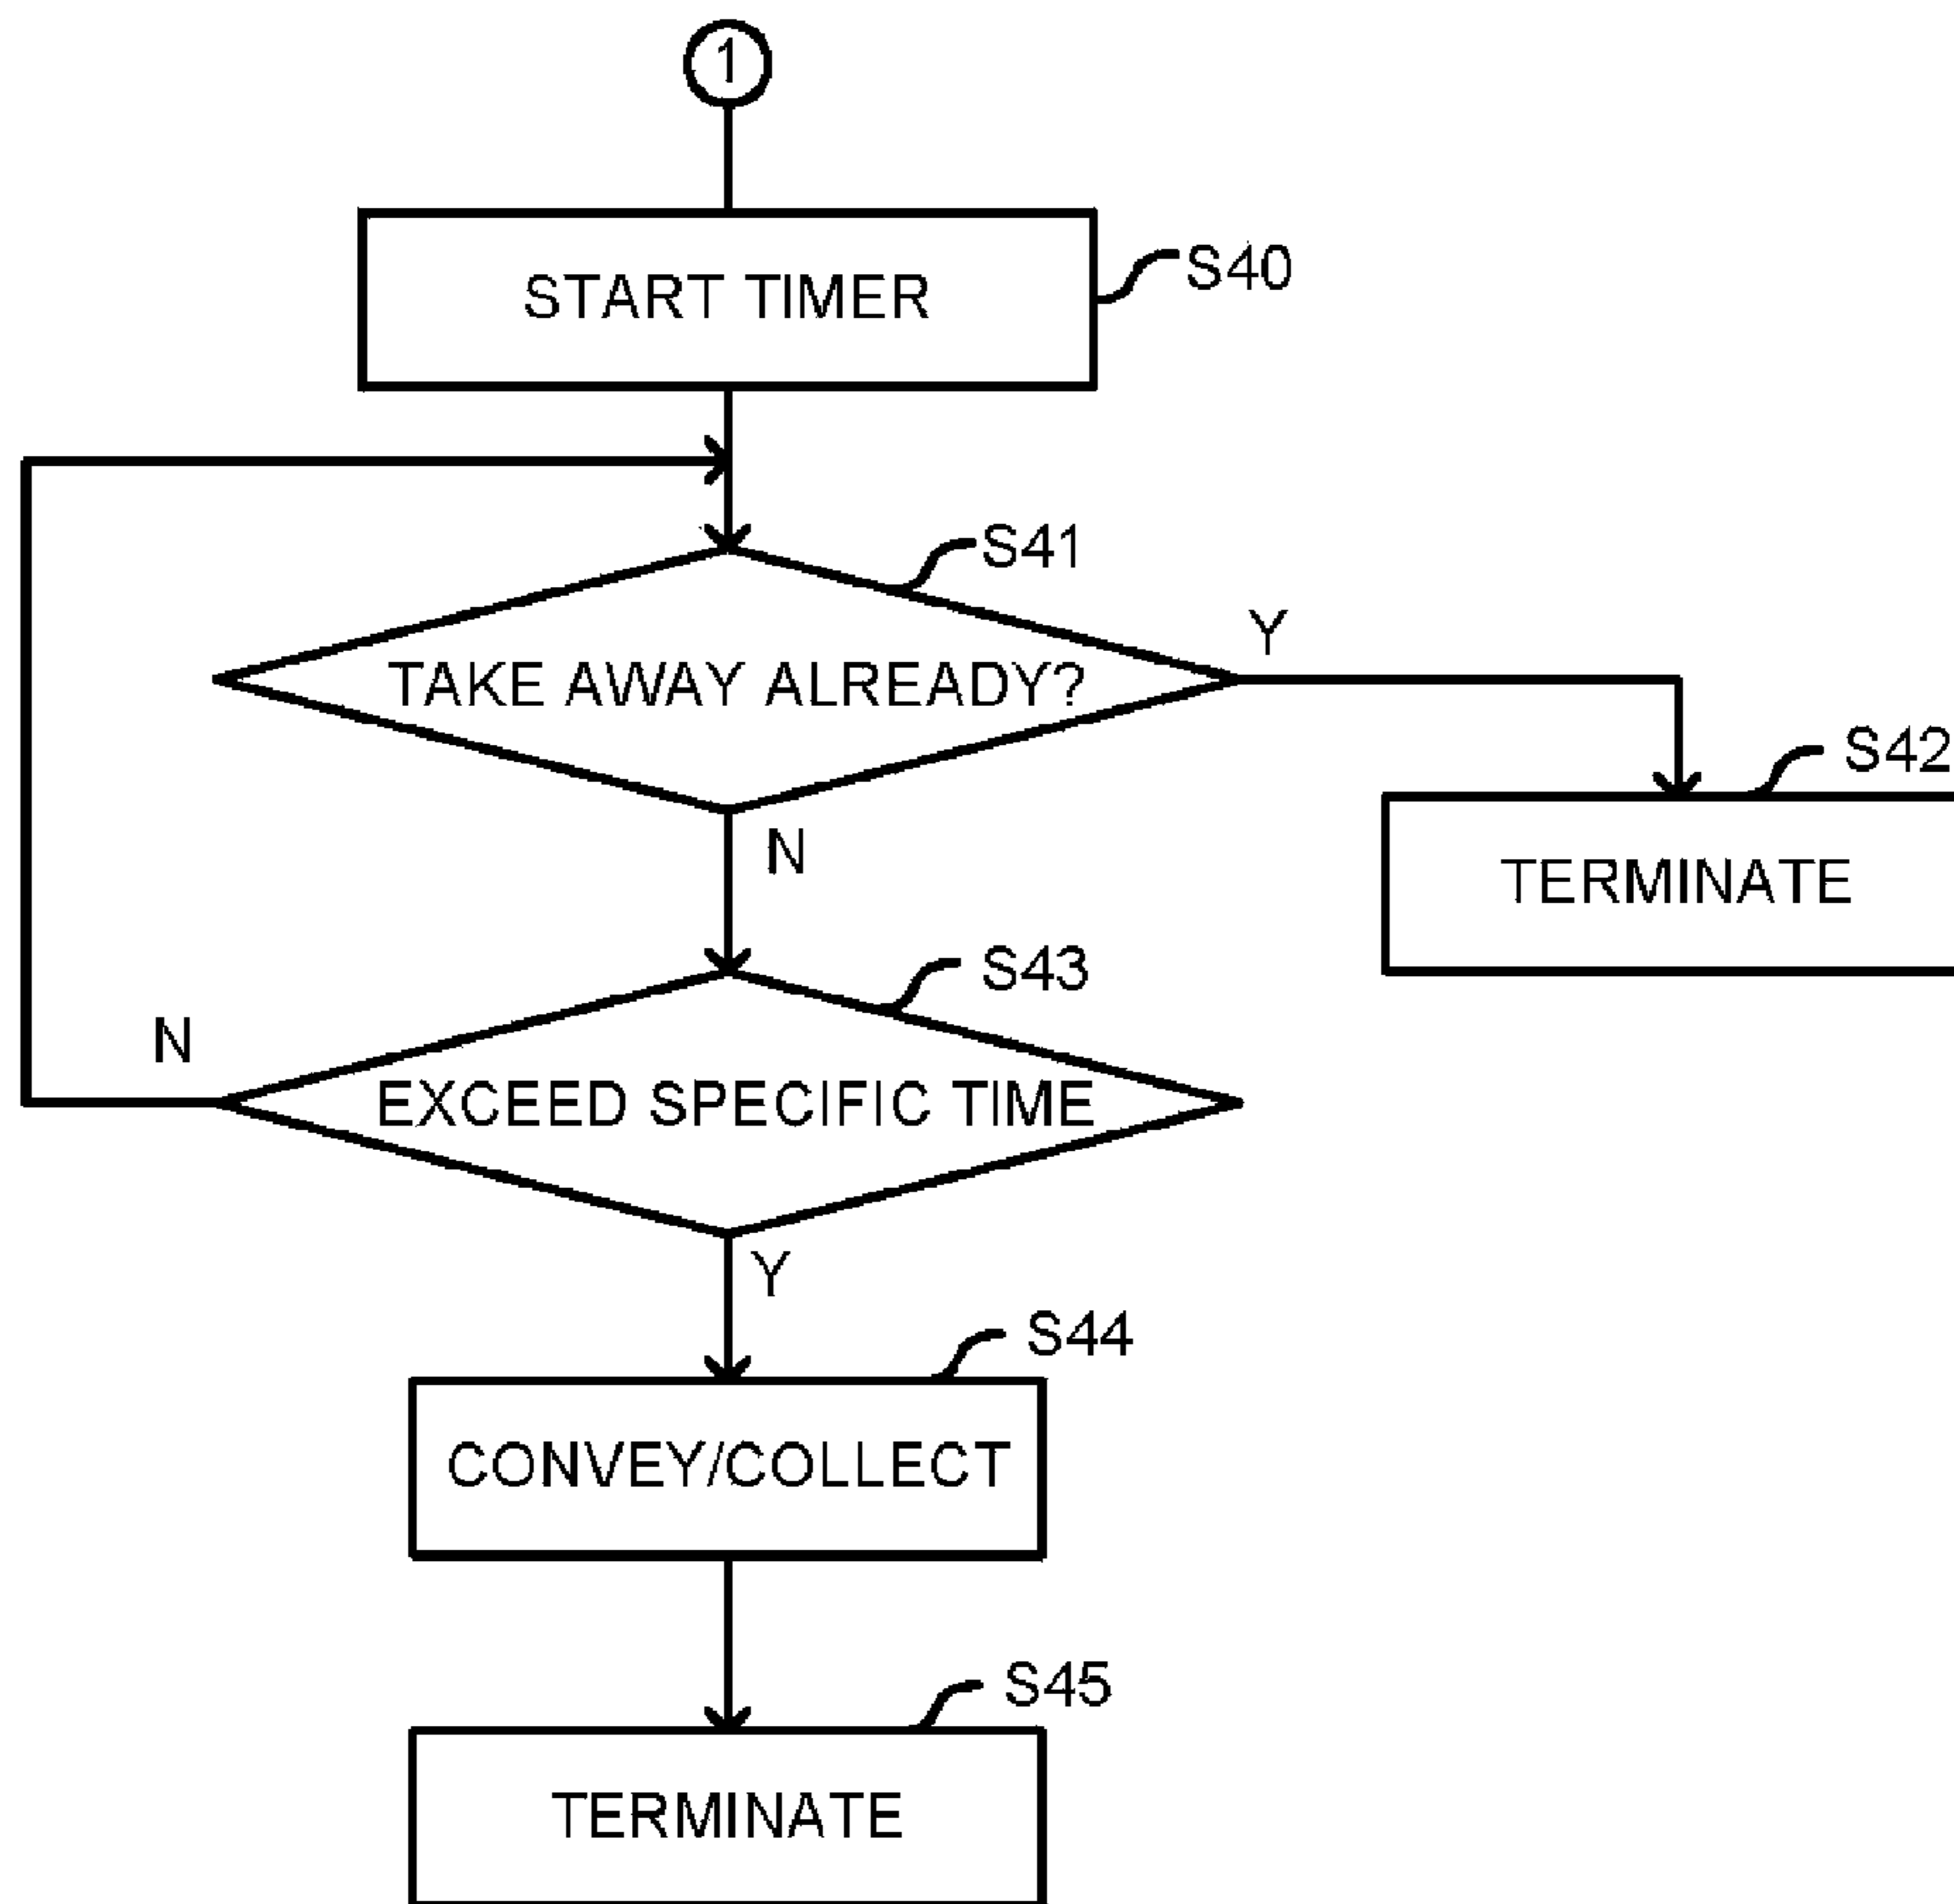 1
START TIMER
S40
S41
TAKE AWAY ALREADY?
Y
S42
TERMINATE
N
S43
N
EXCEED SPECIFIC TIME
Y
S44
CONVEY/COLLECT
S45
TERMINATE